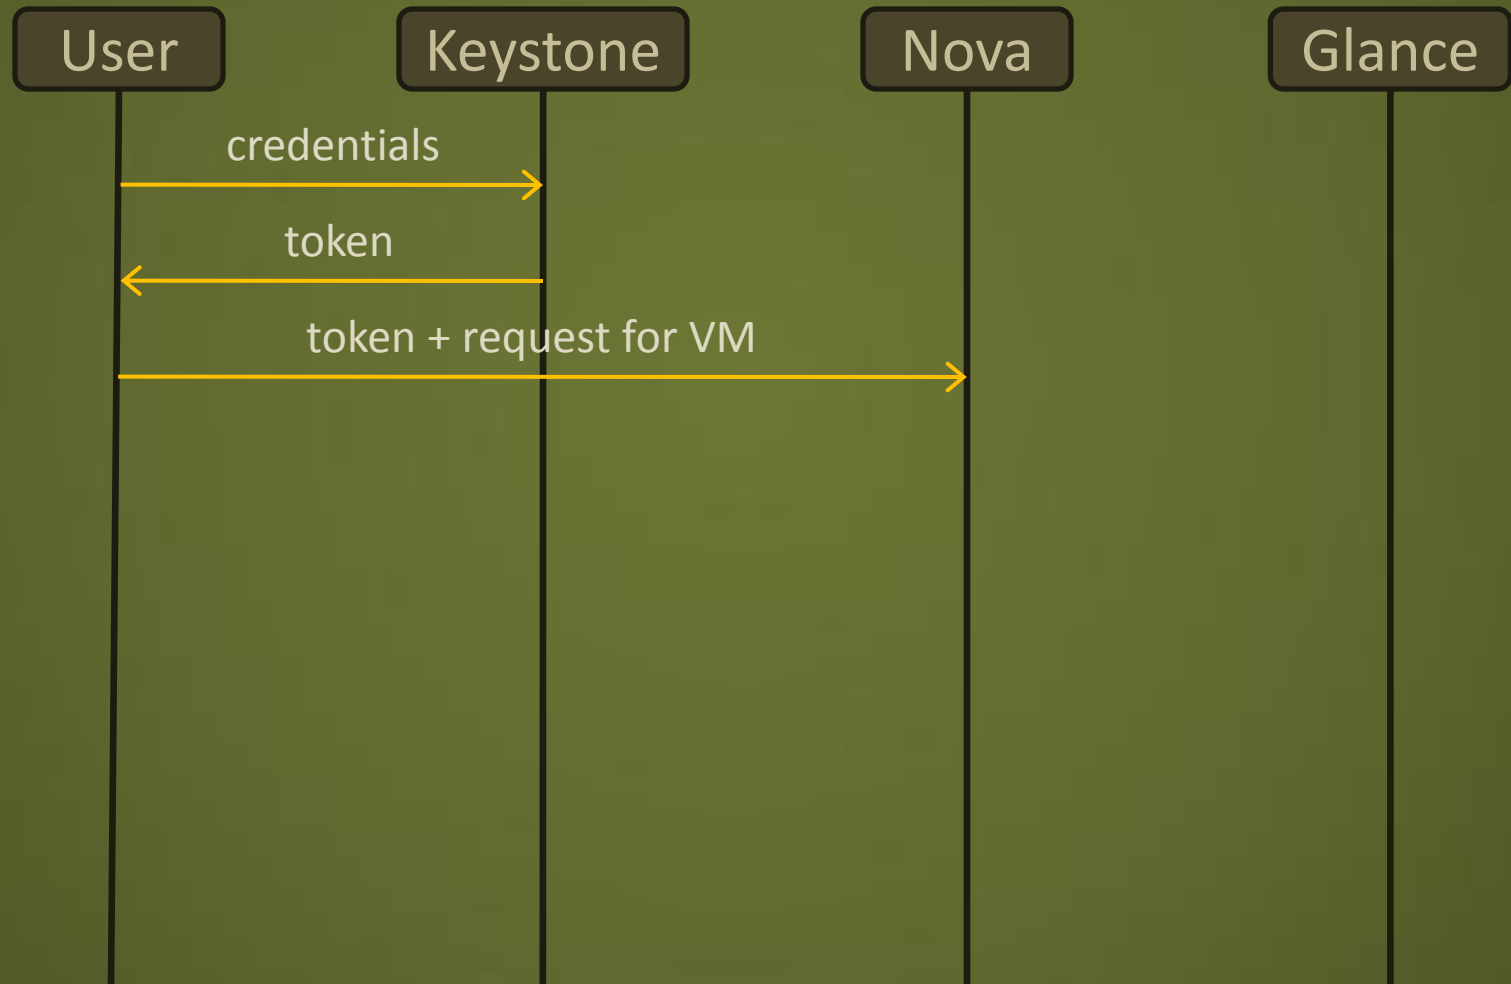 User
Keystone
Nova
Glance
credentials
token
token + request for VM